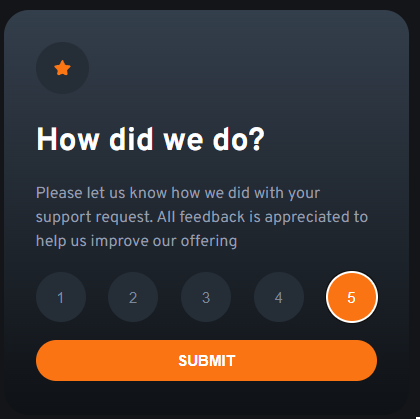 How did we do?
Please let us know how we did with your
support request. All feedback is appreciated to
help us improve our offering
1 2 3 4 5
SUBMIT